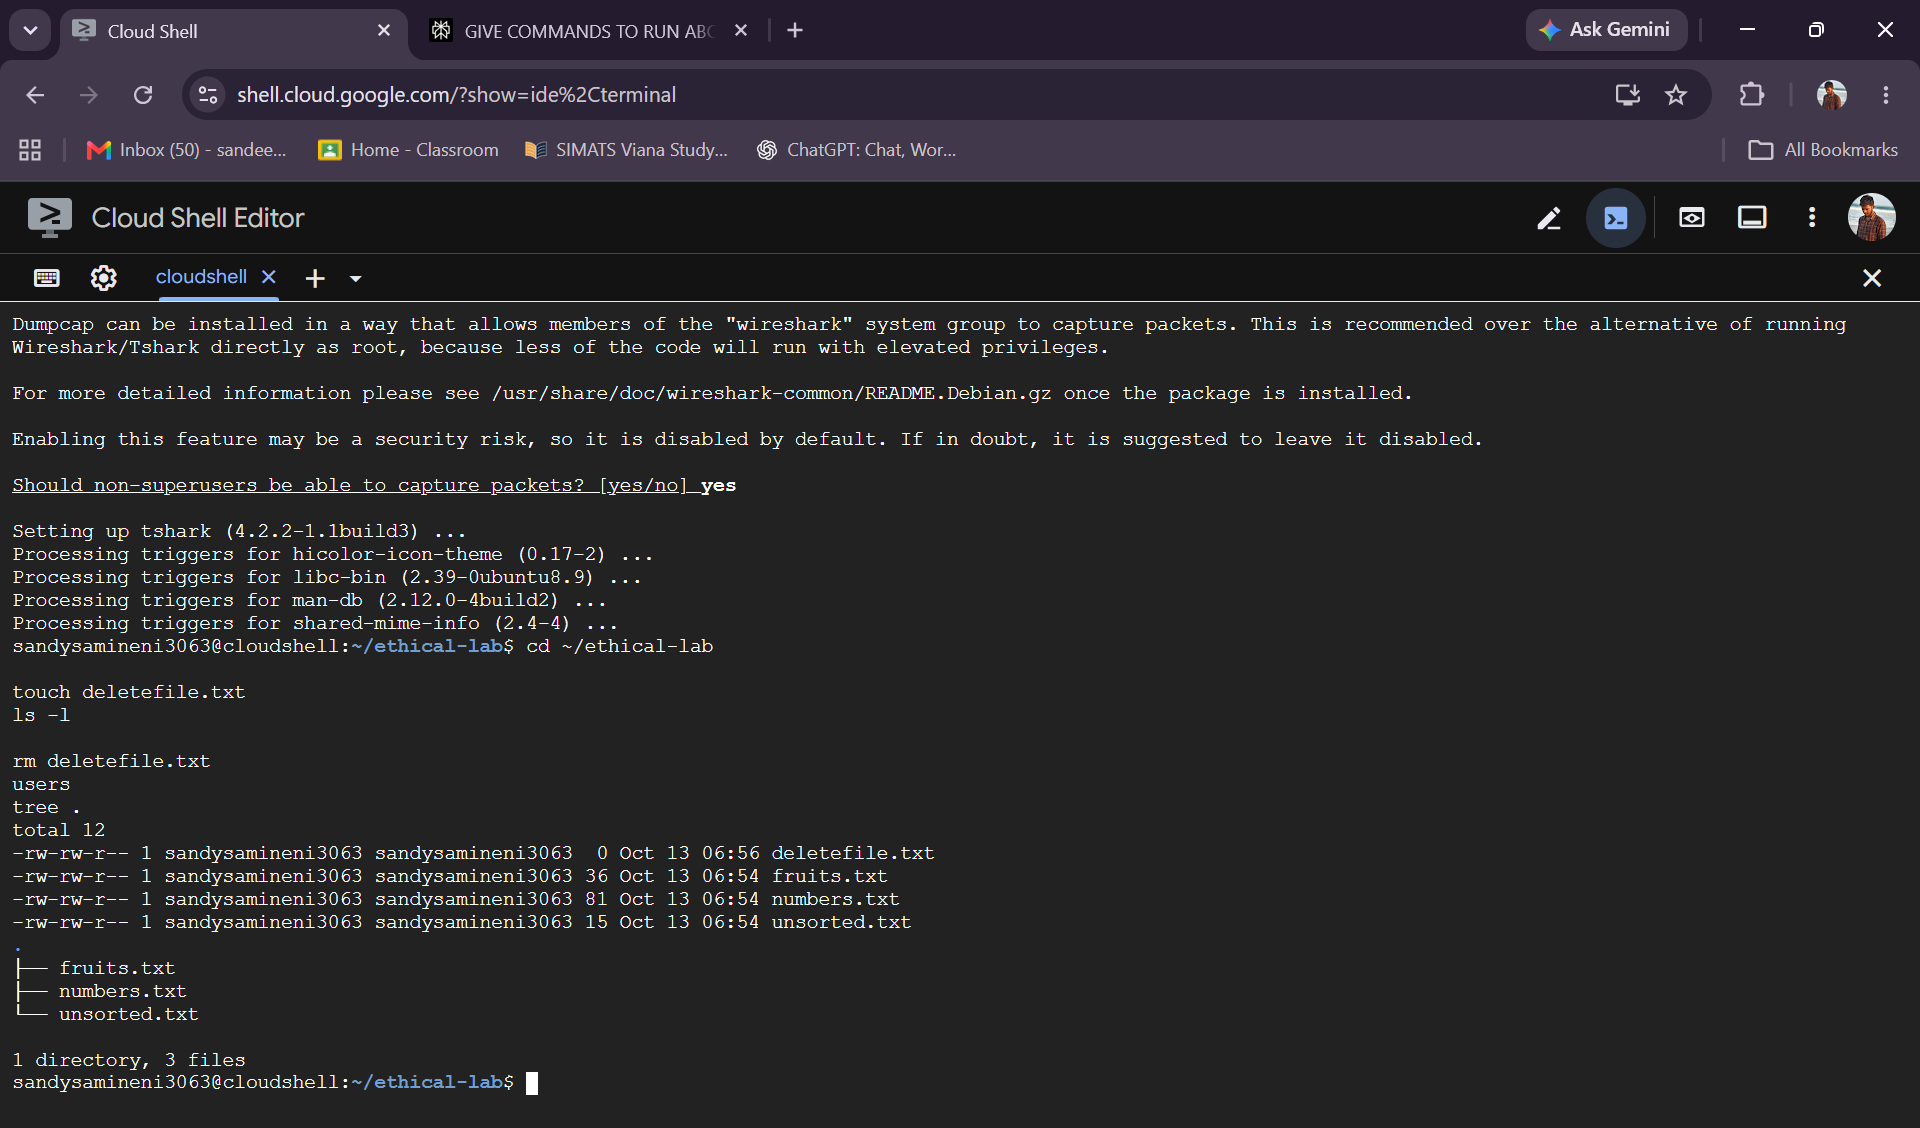 Cloud Shell
GIVE COMMANDS TO RUN ABC
Ask Gemini
shell.cloud.google.com/?show=ide%2Cterminal
Inbox (50) - sandee...
Home - Classroom
SIMATS Viana Study...
ChatGPT: Chat, Wor...
All Bookmarks
Cloud Shell Editor
cloudshell
Dumpcap can be installed in a way that allows members of the "wireshark" system group to capture packets. This is recommended over the alternative of running
Wireshark/Tshark directly as root, because less of the code will run with elevated privileges.
For more detailed information please see /usr/share/doc/wireshark-common/README.Debian.gz once the package is installed.
Enabling this feature may be a security risk, so it is disabled by default. If in doubt, it is suggested to leave it disabled.
Should non-superusers be able to capture packets? [yes/no] yes
Setting up tshark (4.2.2-1.1build3) ...
Processing triggers for hicolor-icon-theme (0.17-2) ...
Processing triggers for libc-bin (2.39-0ubuntu8.9) ...
Processing triggers for man-db (2.12.0-4build2) ...
Processing triggers for shared-mime-info (2.4-4) ...
sandysamineni3063@cloudshell:~/ethical-lab$ cd ~/ethical-lab
touch deletefile.txt
ls -l
rm deletefile.txt
users
tree .
total 12
-rw-rw-r-- 1 sandysamineni3063 sandysamineni3063  0 Oct 13 06:56 deletefile.txt
-rw-rw-r-- 1 sandysamineni3063 sandysamineni3063 36 Oct 13 06:54 fruits.txt
-rw-rw-r-- 1 sandysamineni3063 sandysamineni3063 81 Oct 13 06:54 numbers.txt
-rw-rw-r-- 1 sandysamineni3063 sandysamineni3063 15 Oct 13 06:54 unsorted.txt
.
├── fruits.txt
├── numbers.txt
└── unsorted.txt
1 directory, 3 files
sandysamineni3063@cloudshell:~/ethical-lab$